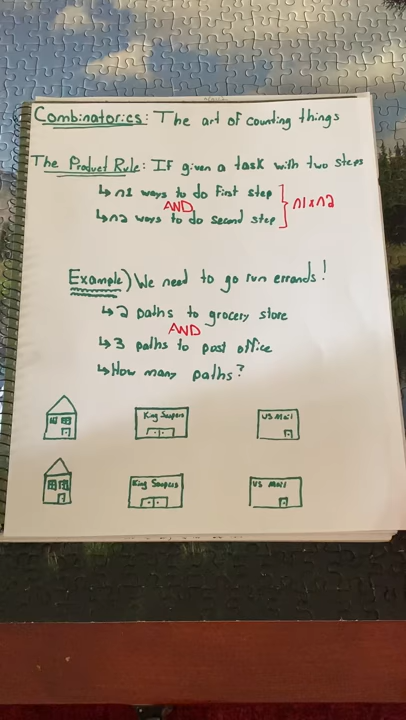 Combinatorics: The art of counting things
The Product Rule: IF given a task with two steps
↳ n1 ways to do first step
AND
n1 x n2
↳ n2 ways to do second step
Example) We need to go run errands!
↳ 2 paths to grocery store
AND
↳ 3 paths to post office
↳ How many paths?
King Soopers
US Mail
King Soopers
US Mail